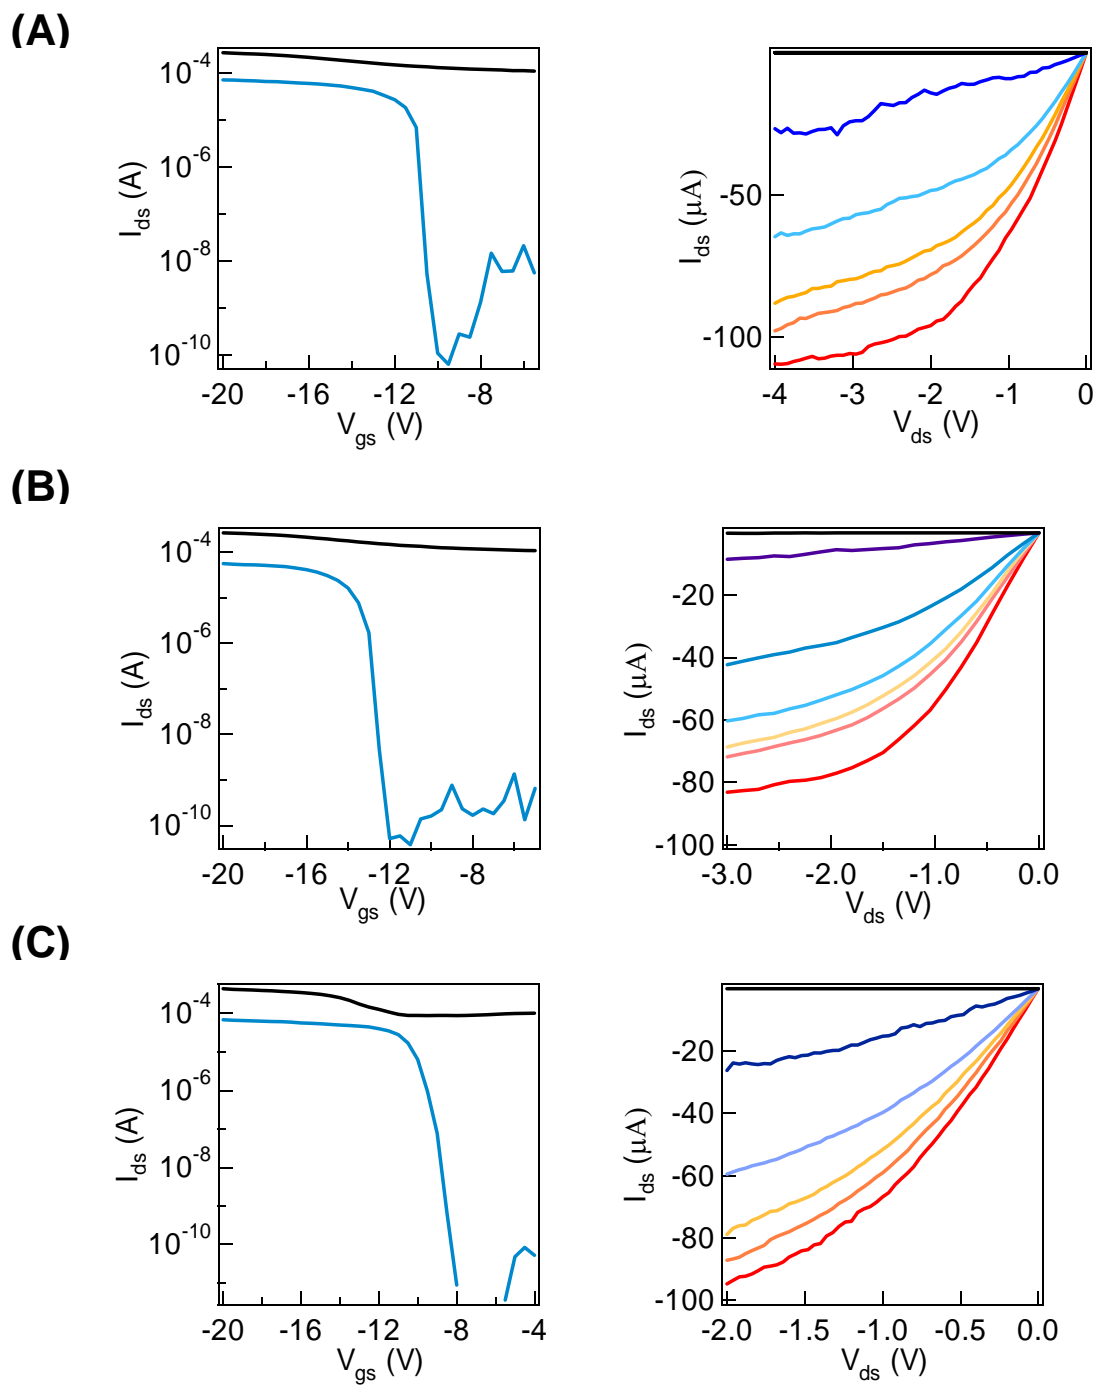 (A)
10⁻⁴
10⁻⁶
10⁻⁸
10⁻¹⁰
I_ds (A)
-20 -16 -12 -8
V_gs (V)
-50
-100
I_ds (μA)
-4 -3 -2 -1 0
V_ds (V)
(B)
10⁻⁴
10⁻⁶
10⁻⁸
10⁻¹⁰
I_ds (A)
-20 -16 -12 -8
V_gs (V)
-20
-40
-60
-80
-100
I_ds (μA)
-3.0 -2.0 -1.0 0.0
V_ds (V)
(C)
10⁻⁴
10⁻⁶
10⁻⁸
10⁻¹⁰
I_ds (A)
-20 -16 -12 -8 -4
V_gs (V)
-20
-40
-60
-80
-100
I_ds (μA)
-2.0 -1.5 -1.0 -0.5 0.0
V_ds (V)